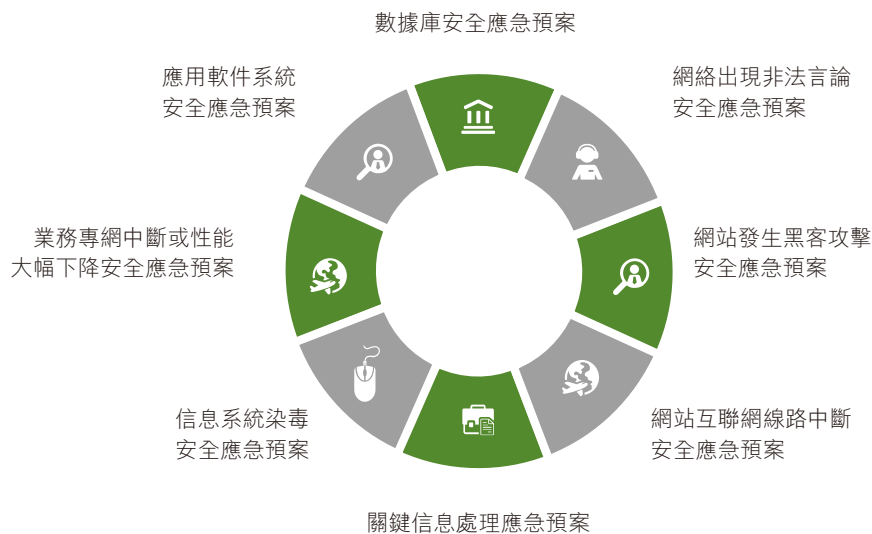 數據庫安全應急預案
應用軟件系統
安全應急預案
網絡出現非法言論
安全應急預案
業務專網中斷或性能
大幅下降安全應急預案
網站發生黑客攻擊
安全應急預案
信息系統染毒
安全應急預案
網站互聯網線路中斷
安全應急預案
關鍵信息處理應急預案